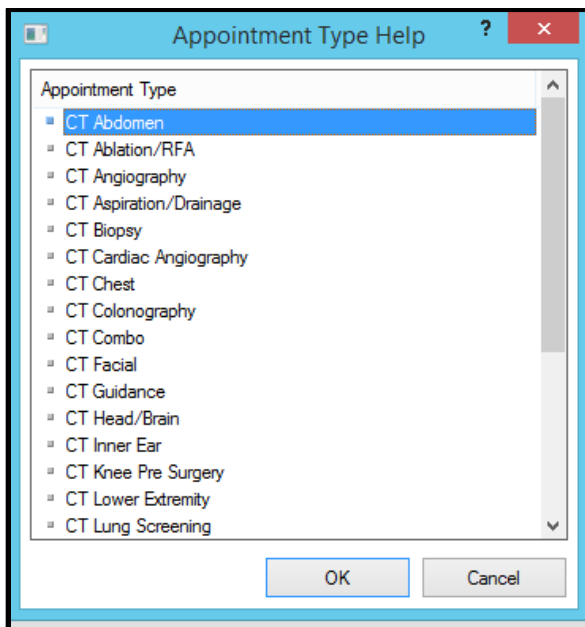 Appointment Type Help ?
Appointment Type
CT Abdomen
CT Ablation/RFA
CT Angiography
CT Aspiration/Drainage
CT Biopsy
CT Cardiac Angiography
CT Chest
CT Colonography
CT Combo
CT Facial
CT Guidance
CT Head/Brain
CT Inner Ear
CT Knee Pre Surgery
CT Lower Extremity
CT Lung Screening
OK Cancel